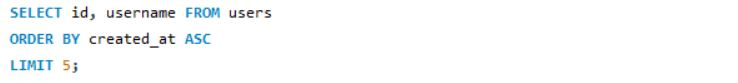 SELECT id, username FROM users
ORDER BY created_at ASC
LIMIT 5;